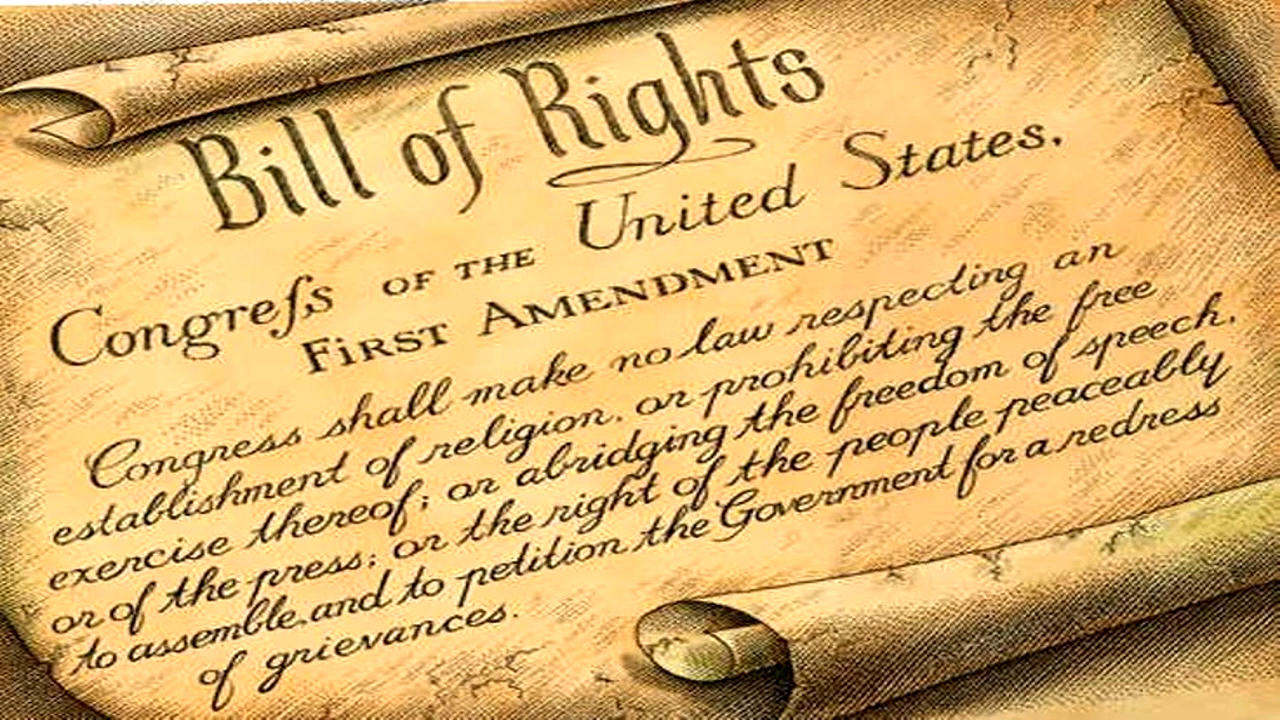 Bill of Rights
Congreſs OF THE United States.
FiRST AMENDMENT
Congress shall make no law respecting an
establishment of religion, or prohibiting the free
exercise thereof; or abridging the freedom of speech,
or of the press; or the right of the people peaceably
to assemble, and to petition the Government for a redress
of grievances.